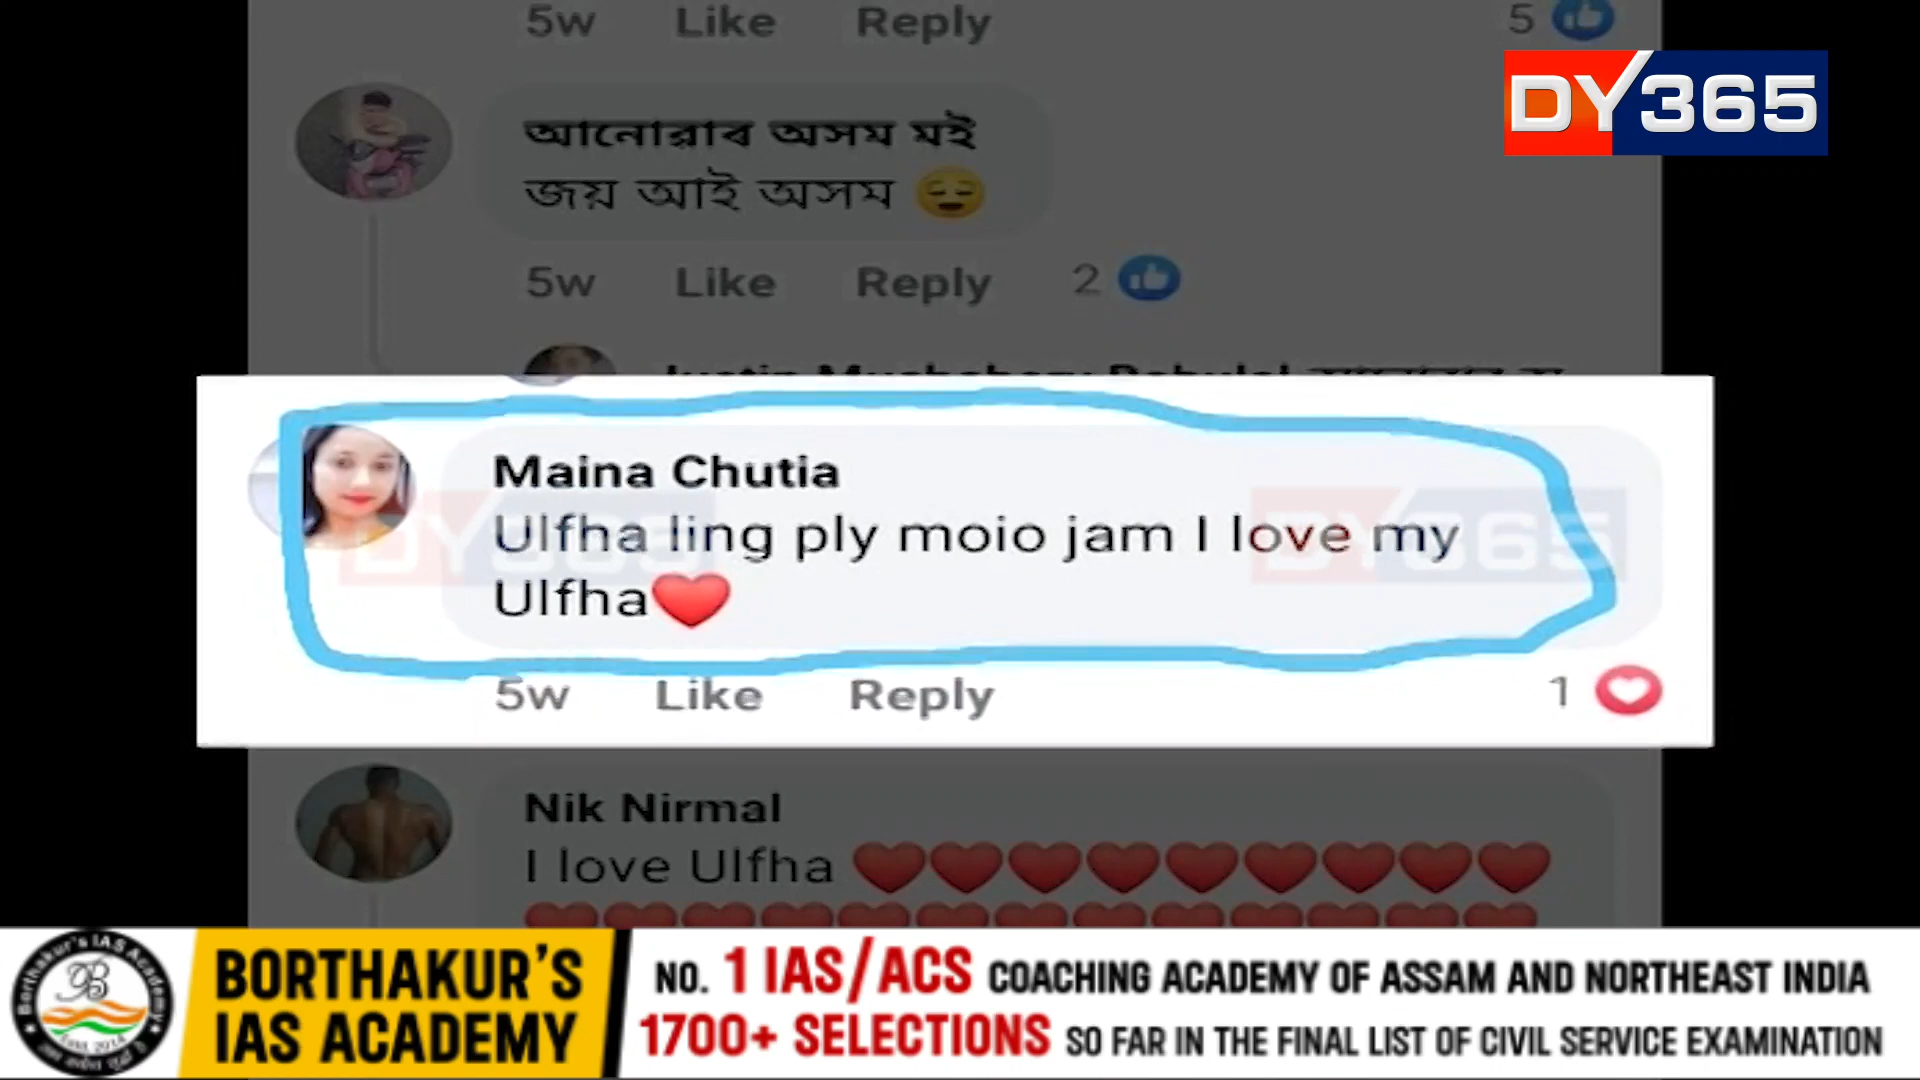 5w Like Reply 5
DY365
আনোৱাৰ অসম মই
জয় আই অসম 😔
5w Like Reply 2
Maina Chutia
Ulfha ling ply moio jam I love my
Ulfha❤️
5w Like Reply 1
Nik Nirmal
I love Ulfha ❤️❤️❤️❤️❤️❤️❤️❤️❤️
❤️❤️❤️❤️❤️❤️❤️❤️❤️❤️❤️❤️❤️
BORTHAKUR'S
IAS ACADEMY
NO. 1 IAS/ACS COACHING ACADEMY OF ASSAM AND NORTHEAST INDIA
1700+ SELECTIONS SO FAR IN THE FINAL LIST OF CIVIL SERVICE EXAMINATION